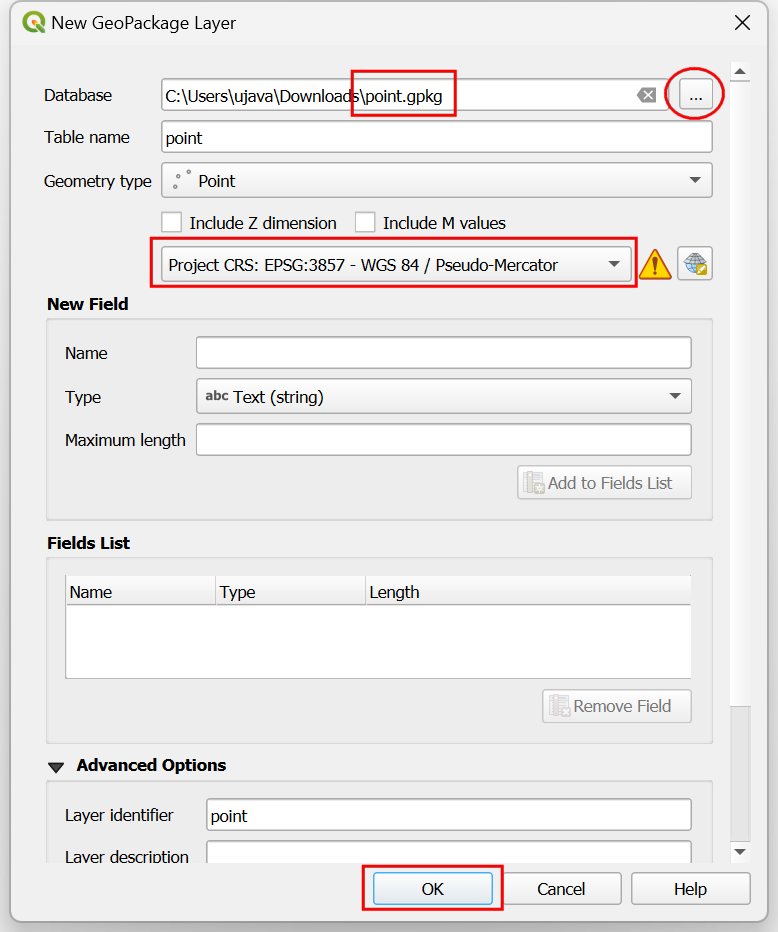 New GeoPackage Layer
Database C:\Users\ujava\Downloads\point.gpkg ...
Table name point
Geometry type Point
Include Z dimension Include M values
Project CRS: EPSG:3857 - WGS 84 / Pseudo-Mercator
New Field
Name
Type abc Text (string)
Maximum length
Add to Fields List
Fields List
Name Type Length
Remove Field
Advanced Options
Layer identifier point
Layer description
OK Cancel Help